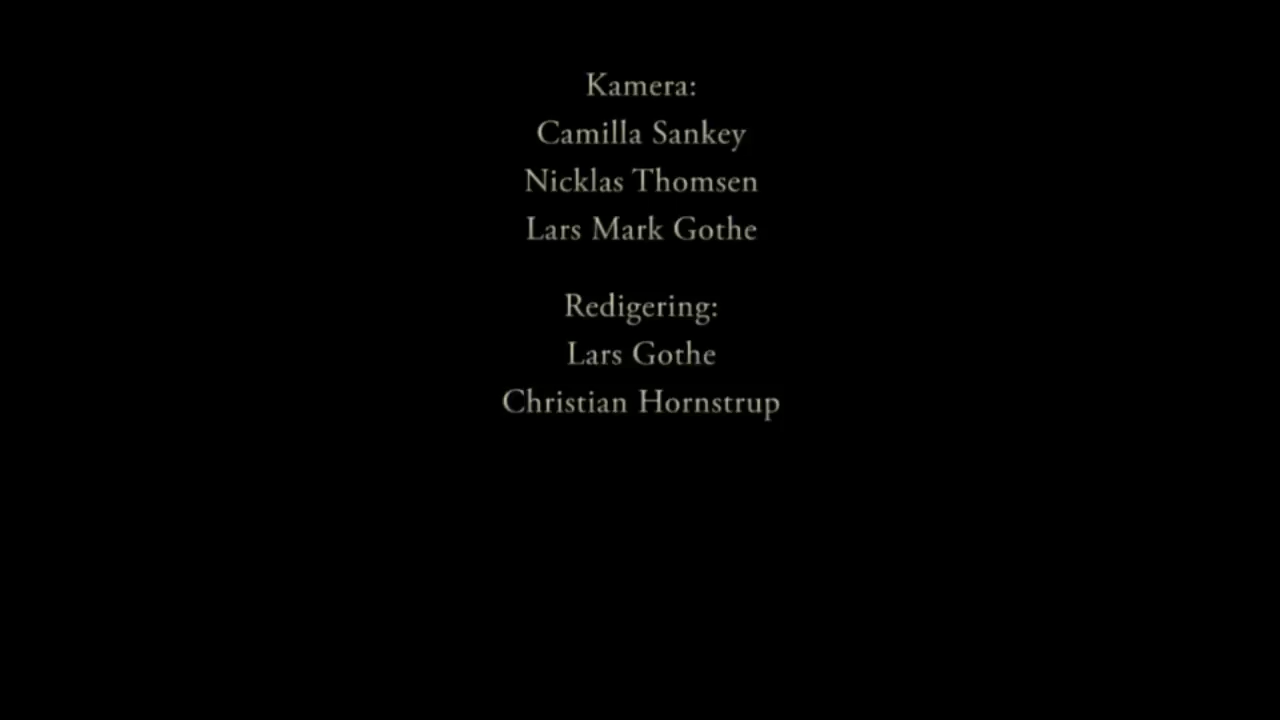 Kamera:
Camilla Sankey
Nicklas Thomsen
Lars Mark Gothe
Redigering:
Lars Gothe
Christian Hornstrup